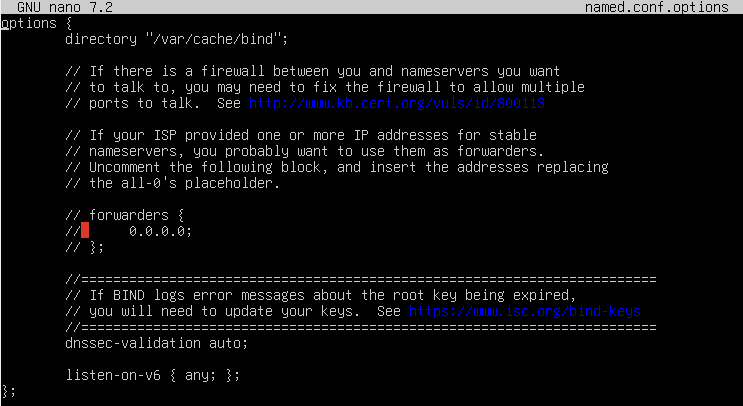 GNU nano 7.2 named.conf.options
options {
directory "/var/cache/bind";
// If there is a firewall between you and nameservers you want
// to talk to, you may need to fix the firewall to allow multiple
// ports to talk.  See http://www.kb.cert.org/vuls/id/800113
// If your ISP provided one or more IP addresses for stable
// nameservers, you probably want to use them as forwarders.
// Uncomment the following block, and insert the addresses replacing
// the all-0's placeholder.
// forwarders {
//      0.0.0.0;
// };
//========================================================================
// If BIND logs error messages about the root key being expired,
// you will need to update your keys.  See https://www.isc.org/bind-keys
//========================================================================
dnssec-validation auto;
listen-on-v6 { any; };
};